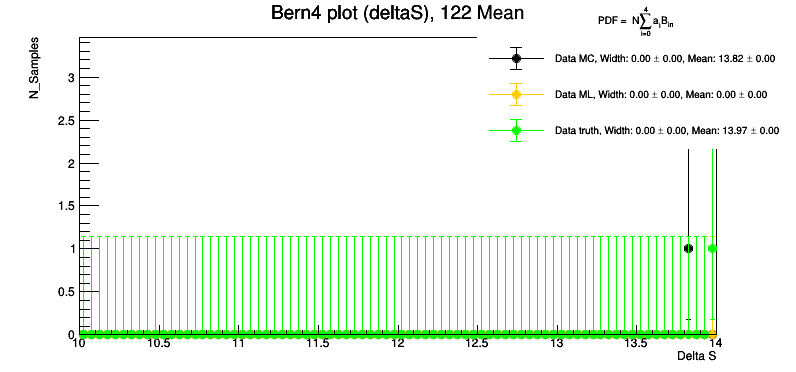 Bern4 plot (deltaS), 122 Mean
PDF = N∑aᵢBᵢₙ
4
i=0
Data MC, Width: 0.00 ± 0.00, Mean: 13.82 ± 0.00
Data ML, Width: 0.00 ± 0.00, Mean: 0.00 ± 0.00
Data truth, Width: 0.00 ± 0.00, Mean: 13.97 ± 0.00
N_Samples
3
2.5
2
1.5
1
0.5
0
10 10.5 11 11.5 12 12.5 13 13.5 14
Delta S